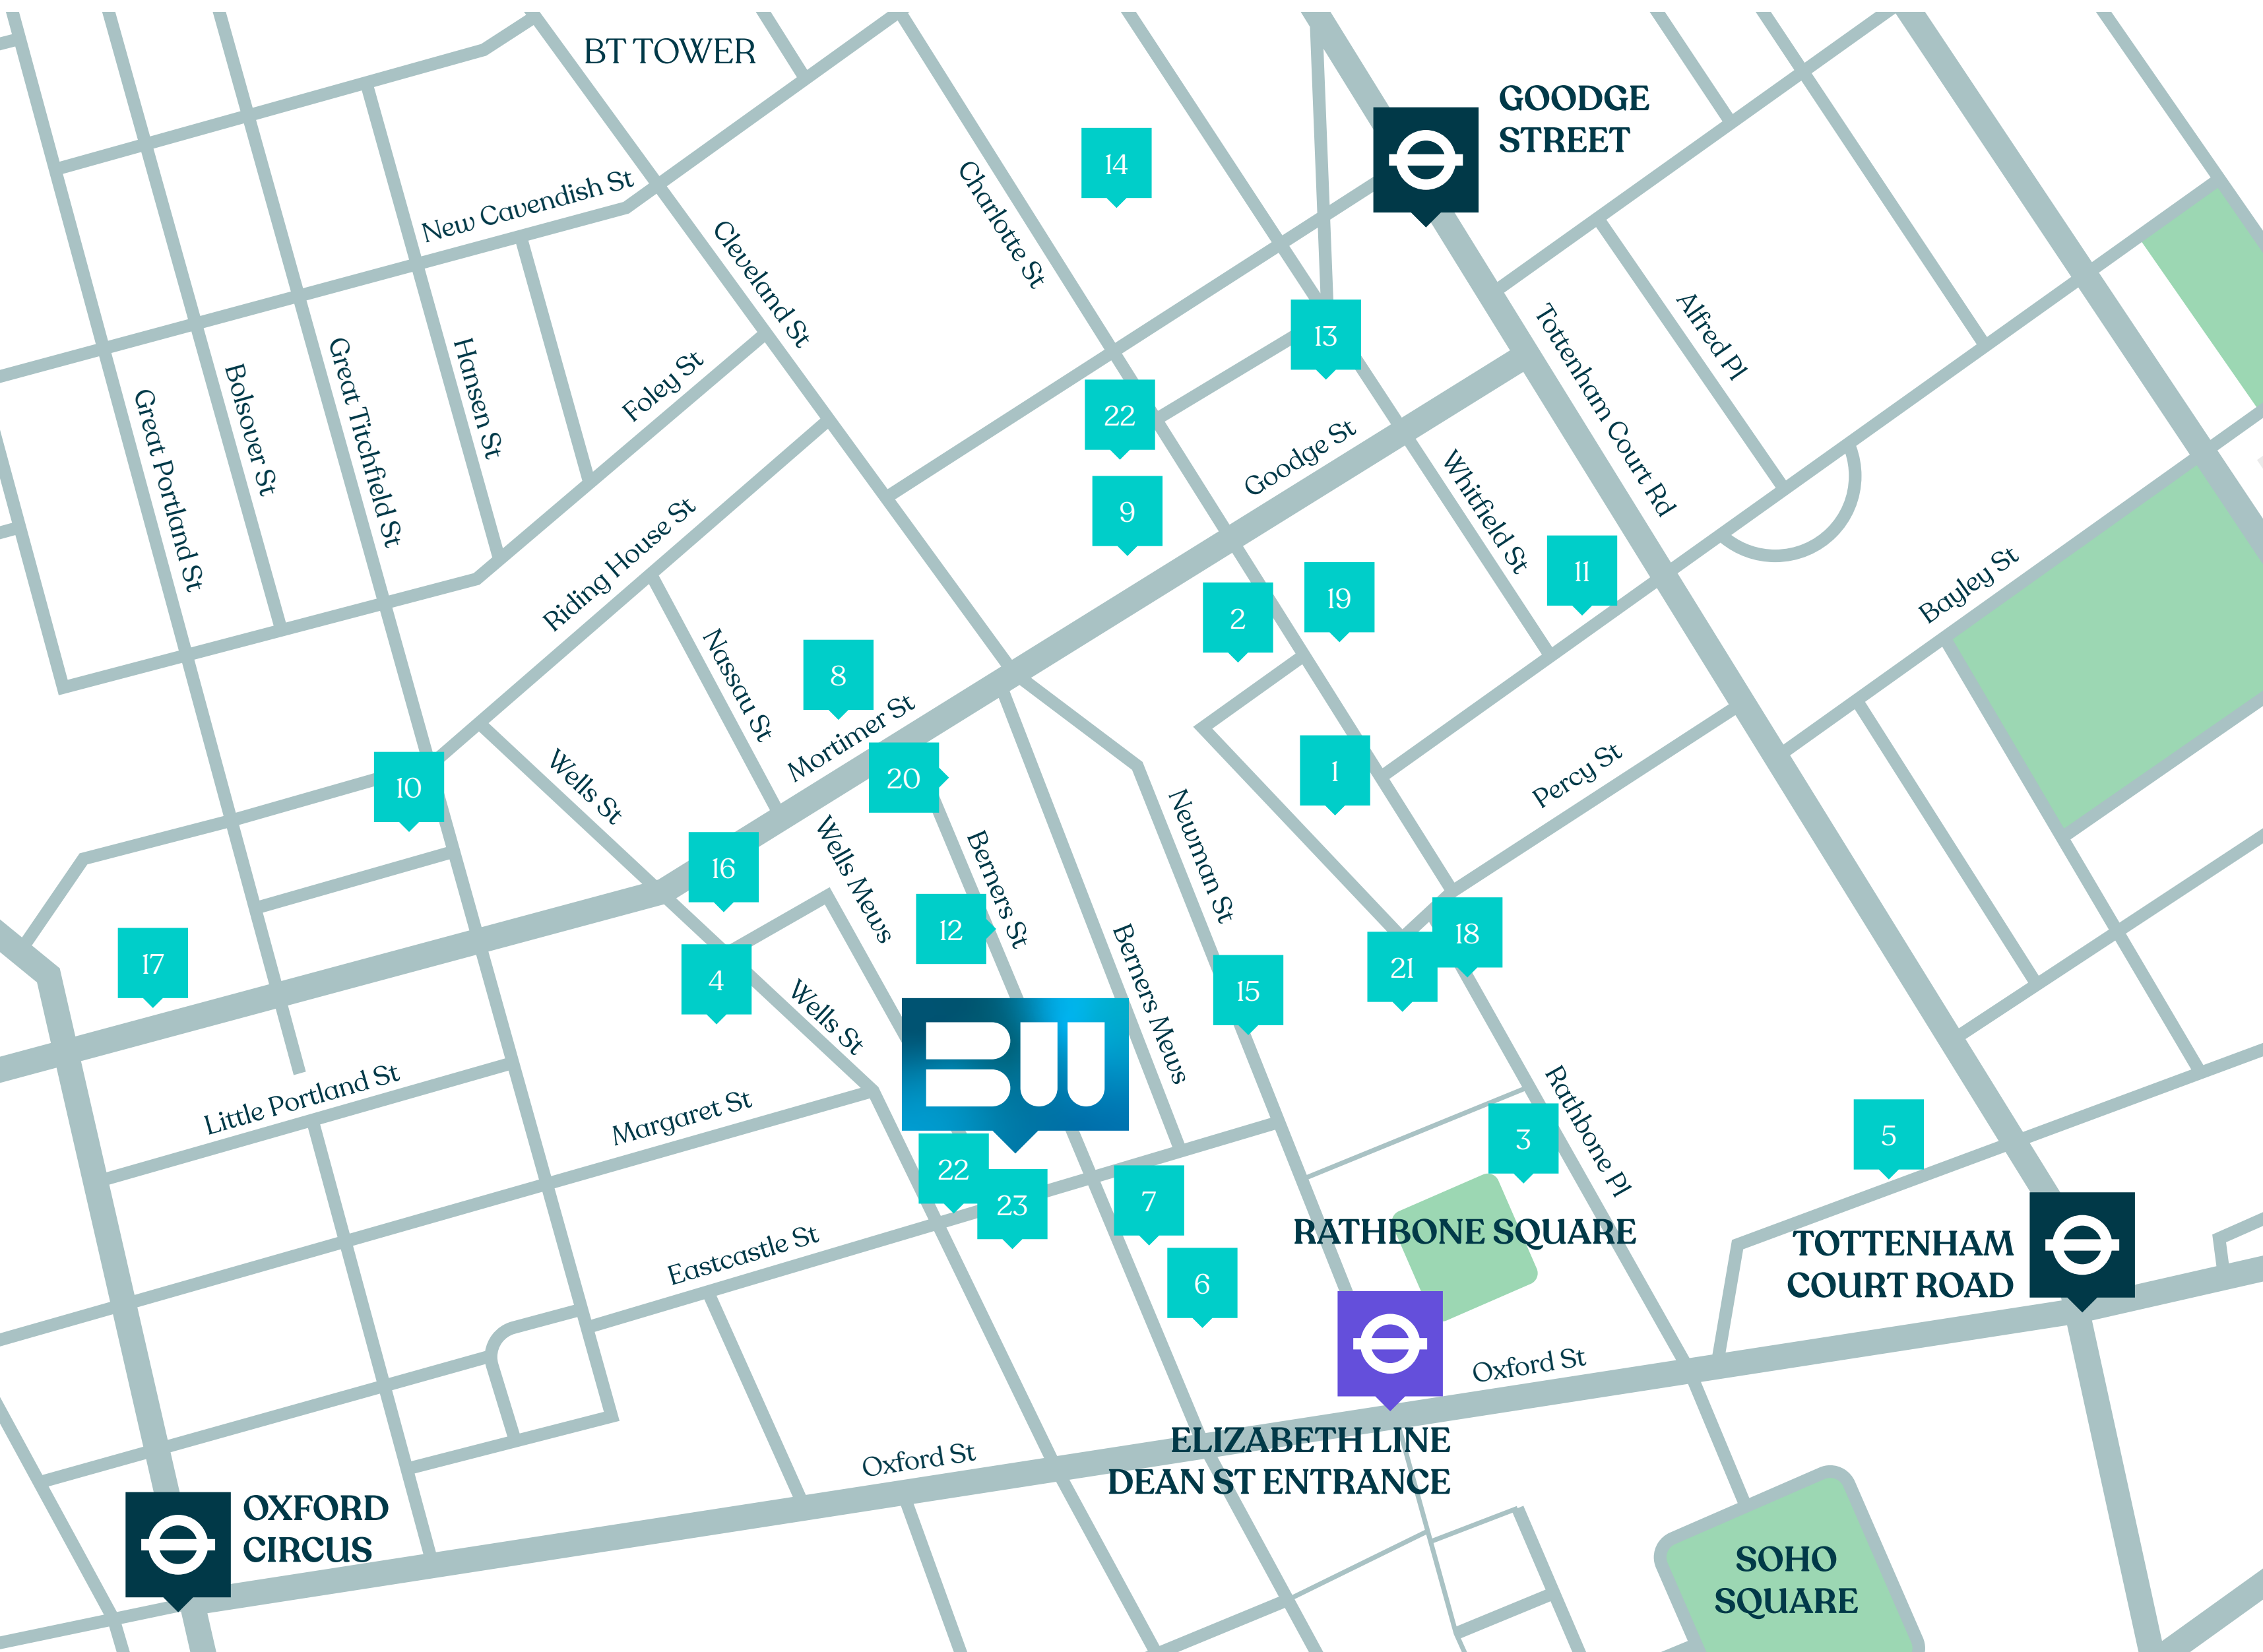 BT TOWER
GOODGE
STREET
14
New Cavendish St
Charlotte St
Cleveland St
13
Tottenham Court Rd
Alfred Pl
Great Portland St
Bolsover St
Great Titchfield St
Hansen St
Foley St
22
Goodge St
9
Whitfield St
11
Riding House St
19
2
Bayley St
Nassau St
8
Mortimer St
10
Wells St
20
1
Percy St
Newman St
16
Wells Mews
Berners St
12
18
17
4
Wells St
Berners Mews
15
21
BW
Little Portland St
Margaret St
Rathbone Pl
3
5
22
23
7
RATHBONE SQUARE
TOTTENHAM
COURT ROAD
Eastcastle St
6
Oxford St
ELIZABETH LINE
DEAN ST ENTRANCE
Oxford St
OXFORD
CIRCUS
SOHO
SQUARE